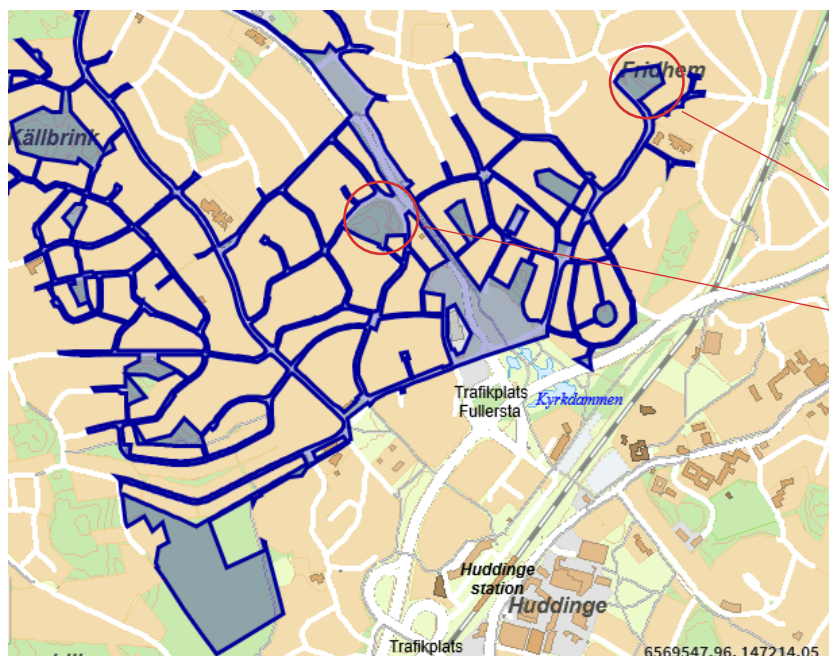 Fridhem
Källbrink
Trafikplats
Fullersta
Kyrkdammen
Huddinge
station
Huddinge
Trafikplats
6569547.96, 147214.05